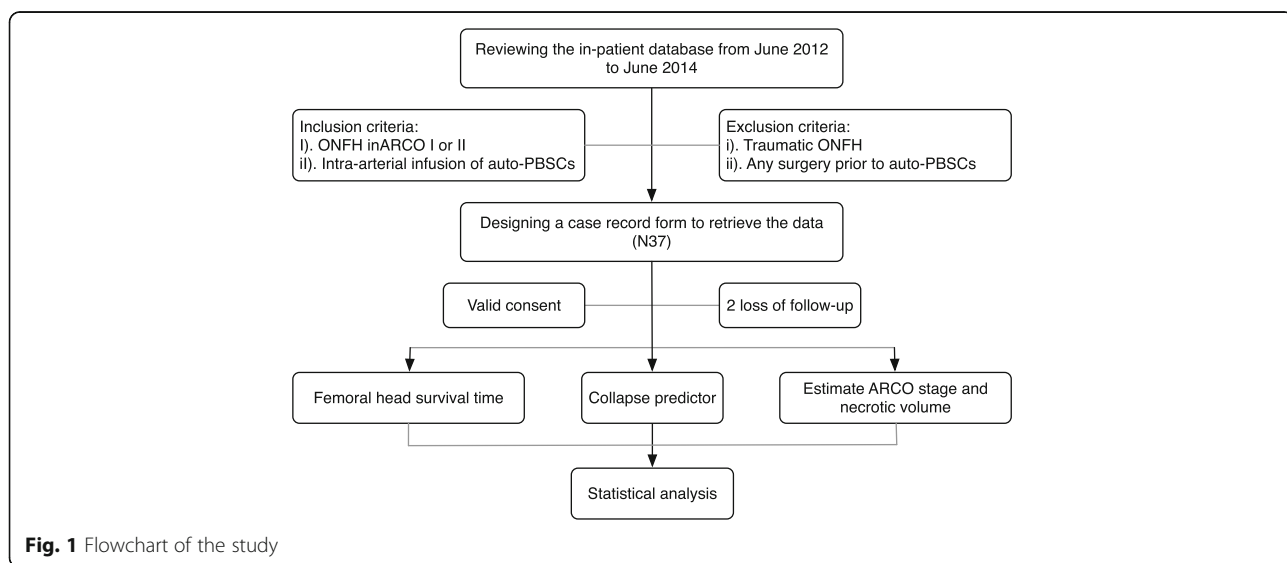 Reviewing the in-patient database from June 2012
to June 2014
Inclusion criteria:
I). ONFH inARCO I or II
iI). Intra-arterial infusion of auto-PBSCs
Exclusion criteria:
i). Traumatic ONFH
ii). Any surgery prior to auto-PBSCs
Designing a case record form to retrieve the data
(N37)
Valid consent
2 loss of follow-up
Femoral head survival time
Collapse predictor
Estimate ARCO stage and
necrotic volume
Statistical analysis
Fig. 1 Flowchart of the study